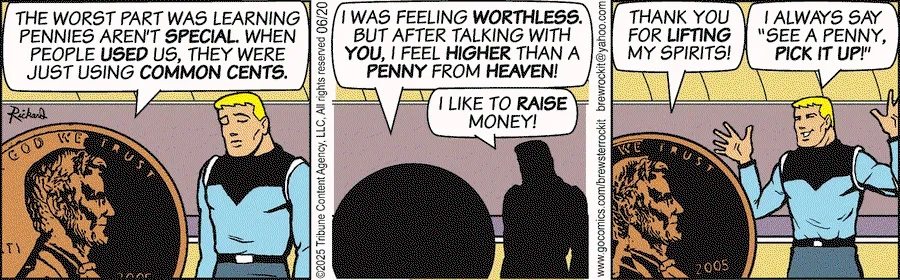 THE WORST PART WAS LEARNING
PENNIES AREN'T SPECIAL. WHEN
PEOPLE USED US, THEY WERE
JUST USING COMMON CENTS.
Rickard
GOD WE TRUST
2005
©2025 Tribune Content Agency, LLC, All rights reserved 06/20
I WAS FEELING WORTHLESS.
BUT AFTER TALKING WITH
YOU, I FEEL HIGHER THAN A
PENNY FROM HEAVEN!
I LIKE TO RAISE
MONEY!
www.gocomics.com/brewsterrockit brewrockit@yahoo.com
THANK YOU
FOR LIFTING
MY SPIRITS!
I ALWAYS SAY
"SEE A PENNY,
PICK IT UP!"
WE TRUST
2005